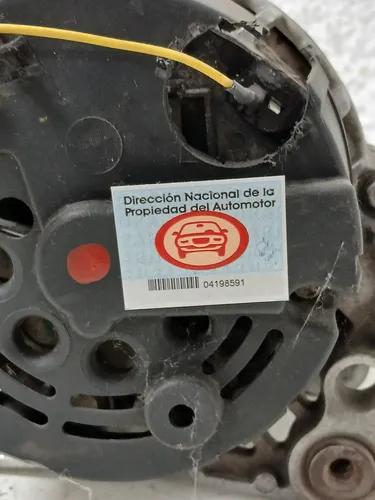 Dirección Nacional de la
Propiedad del Automotor
04198591